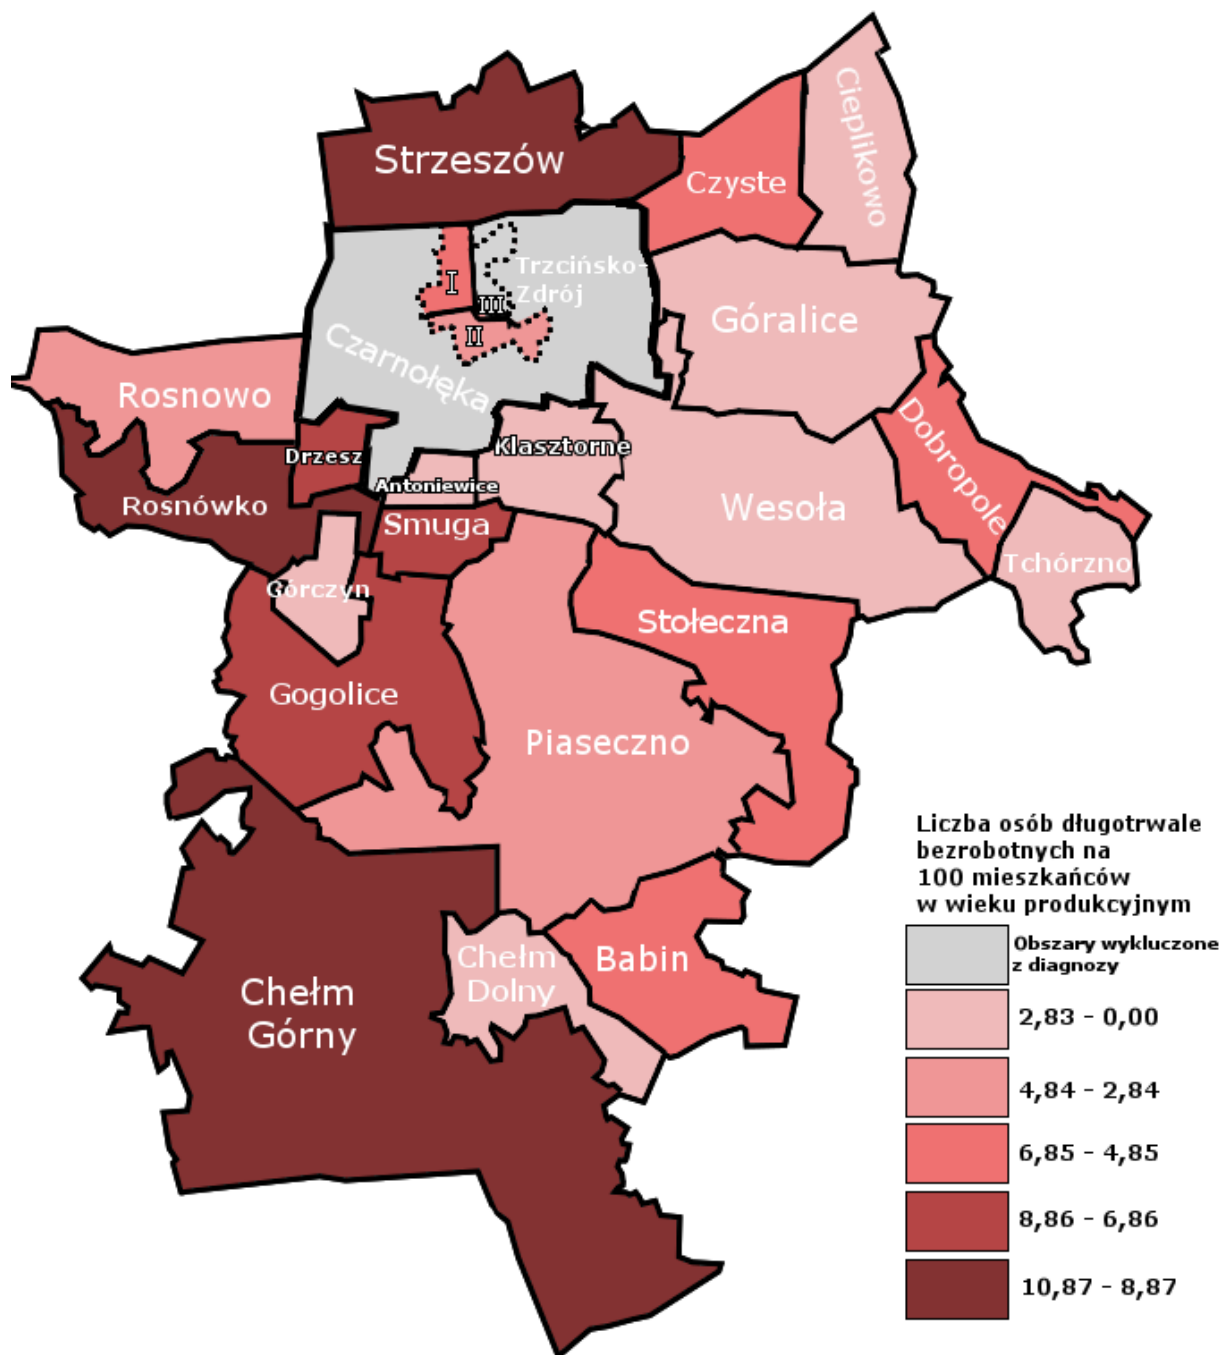 Cieplikowo
Strzeszów
Czyste
Trzcińsko-
Zdrój
I
III
II
Góralice
Czarnołęka
Rosnowo
Dobropole
Klasztorne
Drzesz
Antoniewice
Rosnówko
Wesoła
Smuga
Tchórzno
Górczyn
Stołeczna
Gogolice
Piaseczno
Babin
Chełm
Dolny
Chełm
Górny
Liczba osób długotrwale
bezrobotnych na
100 mieszkańców
w wieku produkcyjnym
Obszary wykluczone
z diagnozy
2,83 - 0,00
4,84 - 2,84
6,85 - 4,85
8,86 - 6,86
10,87 - 8,87